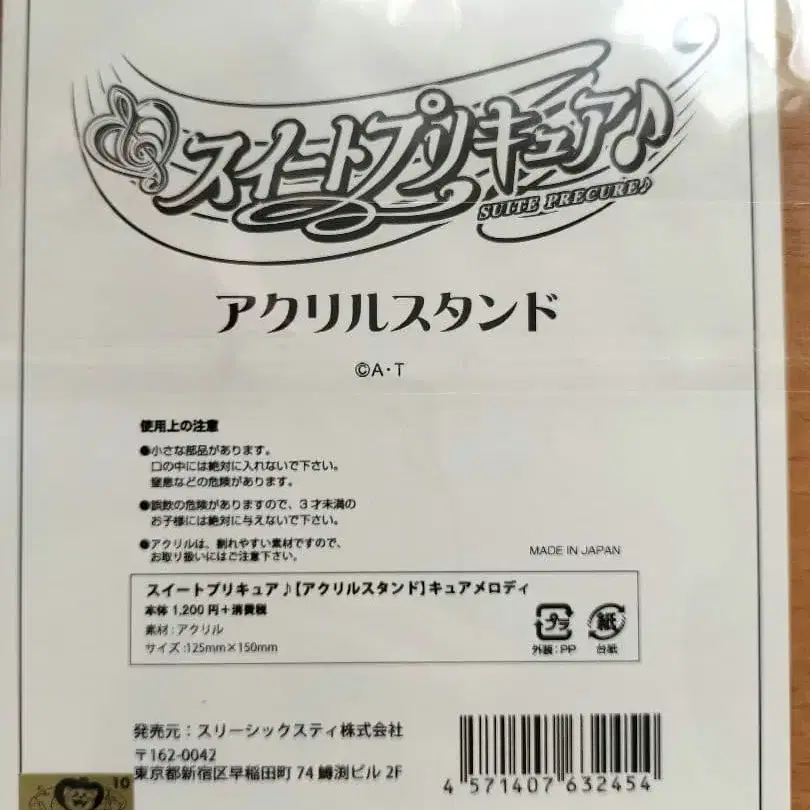 スイートプリキュア♪
SUITE PRECURE♪
アクリルスタンド
©A・T
使用上の注意
●小さな部品があります。
口の中には絶対に入れないで下さい。
窒息などの危険があります。
●誤飲の危険がありますので、3才未満の
お子様には絶対に与えないで下さい。
●アクリルは、割れやすい素材ですので、
お取り扱いにはご注意下さい。
MADE IN JAPAN
スイートプリキュア♪【アクリルスタンド】キュアメロディ
本体 1,200 円+消費税
素材:アクリル
サイズ:125mm×150mm
プラ
外装:PP
紙
台紙
発売元:スリーシックスティ株式会社
〒162-0042
東京都新宿区早稲田町 74 鱒渕ビル 2F
4 571407 632454
10